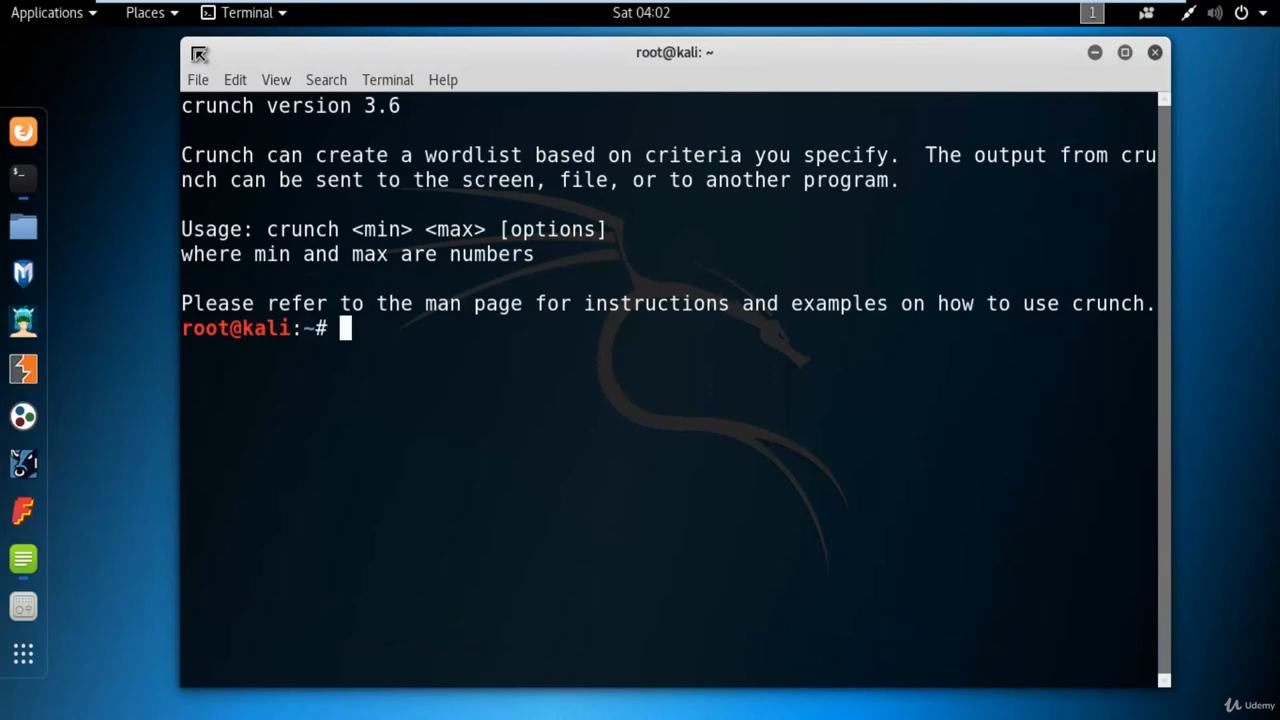 Applications Places Terminal Sat 04:02 1
root@kali: ~
File Edit View Search Terminal Help
crunch version 3.6
Crunch can create a wordlist based on criteria you specify.  The output from cru
nch can be sent to the screen, file, or to another program.
Usage: crunch <min> <max> [options]
where min and max are numbers
Please refer to the man page for instructions and examples on how to use crunch.
root@kali:~#
Udemy